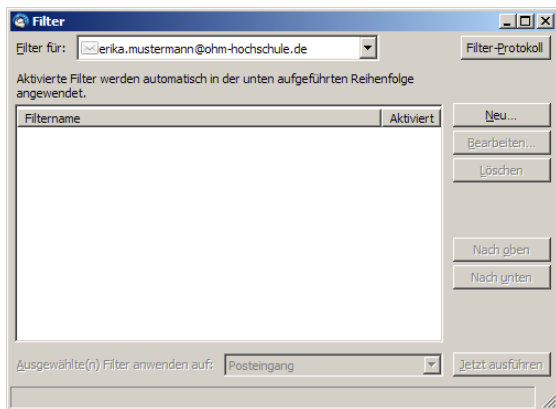 Filter
Filter für: erika.mustermann@ohm-hochschule.de Filter-Protokoll
Aktivierte Filter werden automatisch in der unten aufgeführten Reihenfolge
angewendet.
Filtername Aktiviert Neu...
Bearbeiten...
Löschen
Nach oben
Nach unten
Ausgewählte(n) Filter anwenden auf: Posteingang Jetzt ausführen